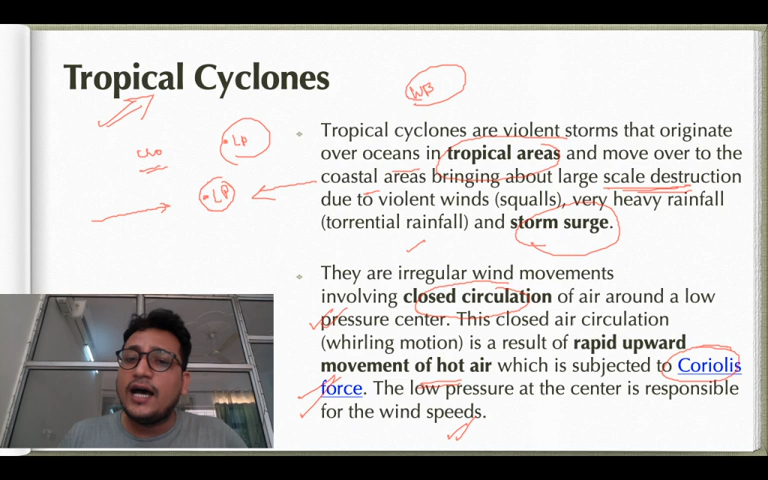 Tropical Cyclones
WB
LP
LP
Tropical cyclones are violent storms that originate
over oceans in tropical areas and move over to the
coastal areas bringing about large scale destruction
due to violent winds (squalls), very heavy rainfall
(torrential rainfall) and storm surge.
They are irregular wind movements
involving closed circulation of air around a low
pressure center. This closed air circulation
(whirling motion) is a result of rapid upward
movement of hot air which is subjected to Coriolis
force. The low pressure at the center is responsible
for the wind speeds.